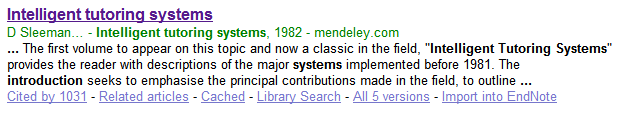 Intelligent tutoring systems
D Sleeman... - Intelligent tutoring systems, 1982 - mendeley.com
... The first volume to appear on this topic and now a classic in the field, "Intelligent Tutoring Systems"
provides the reader with descriptions of the major systems implemented before 1981. The
introduction seeks to emphasise the principal contributions made in the field, to outline ...
Cited by 1031 - Related articles - Cached - Library Search - All 5 versions - Import into EndNote